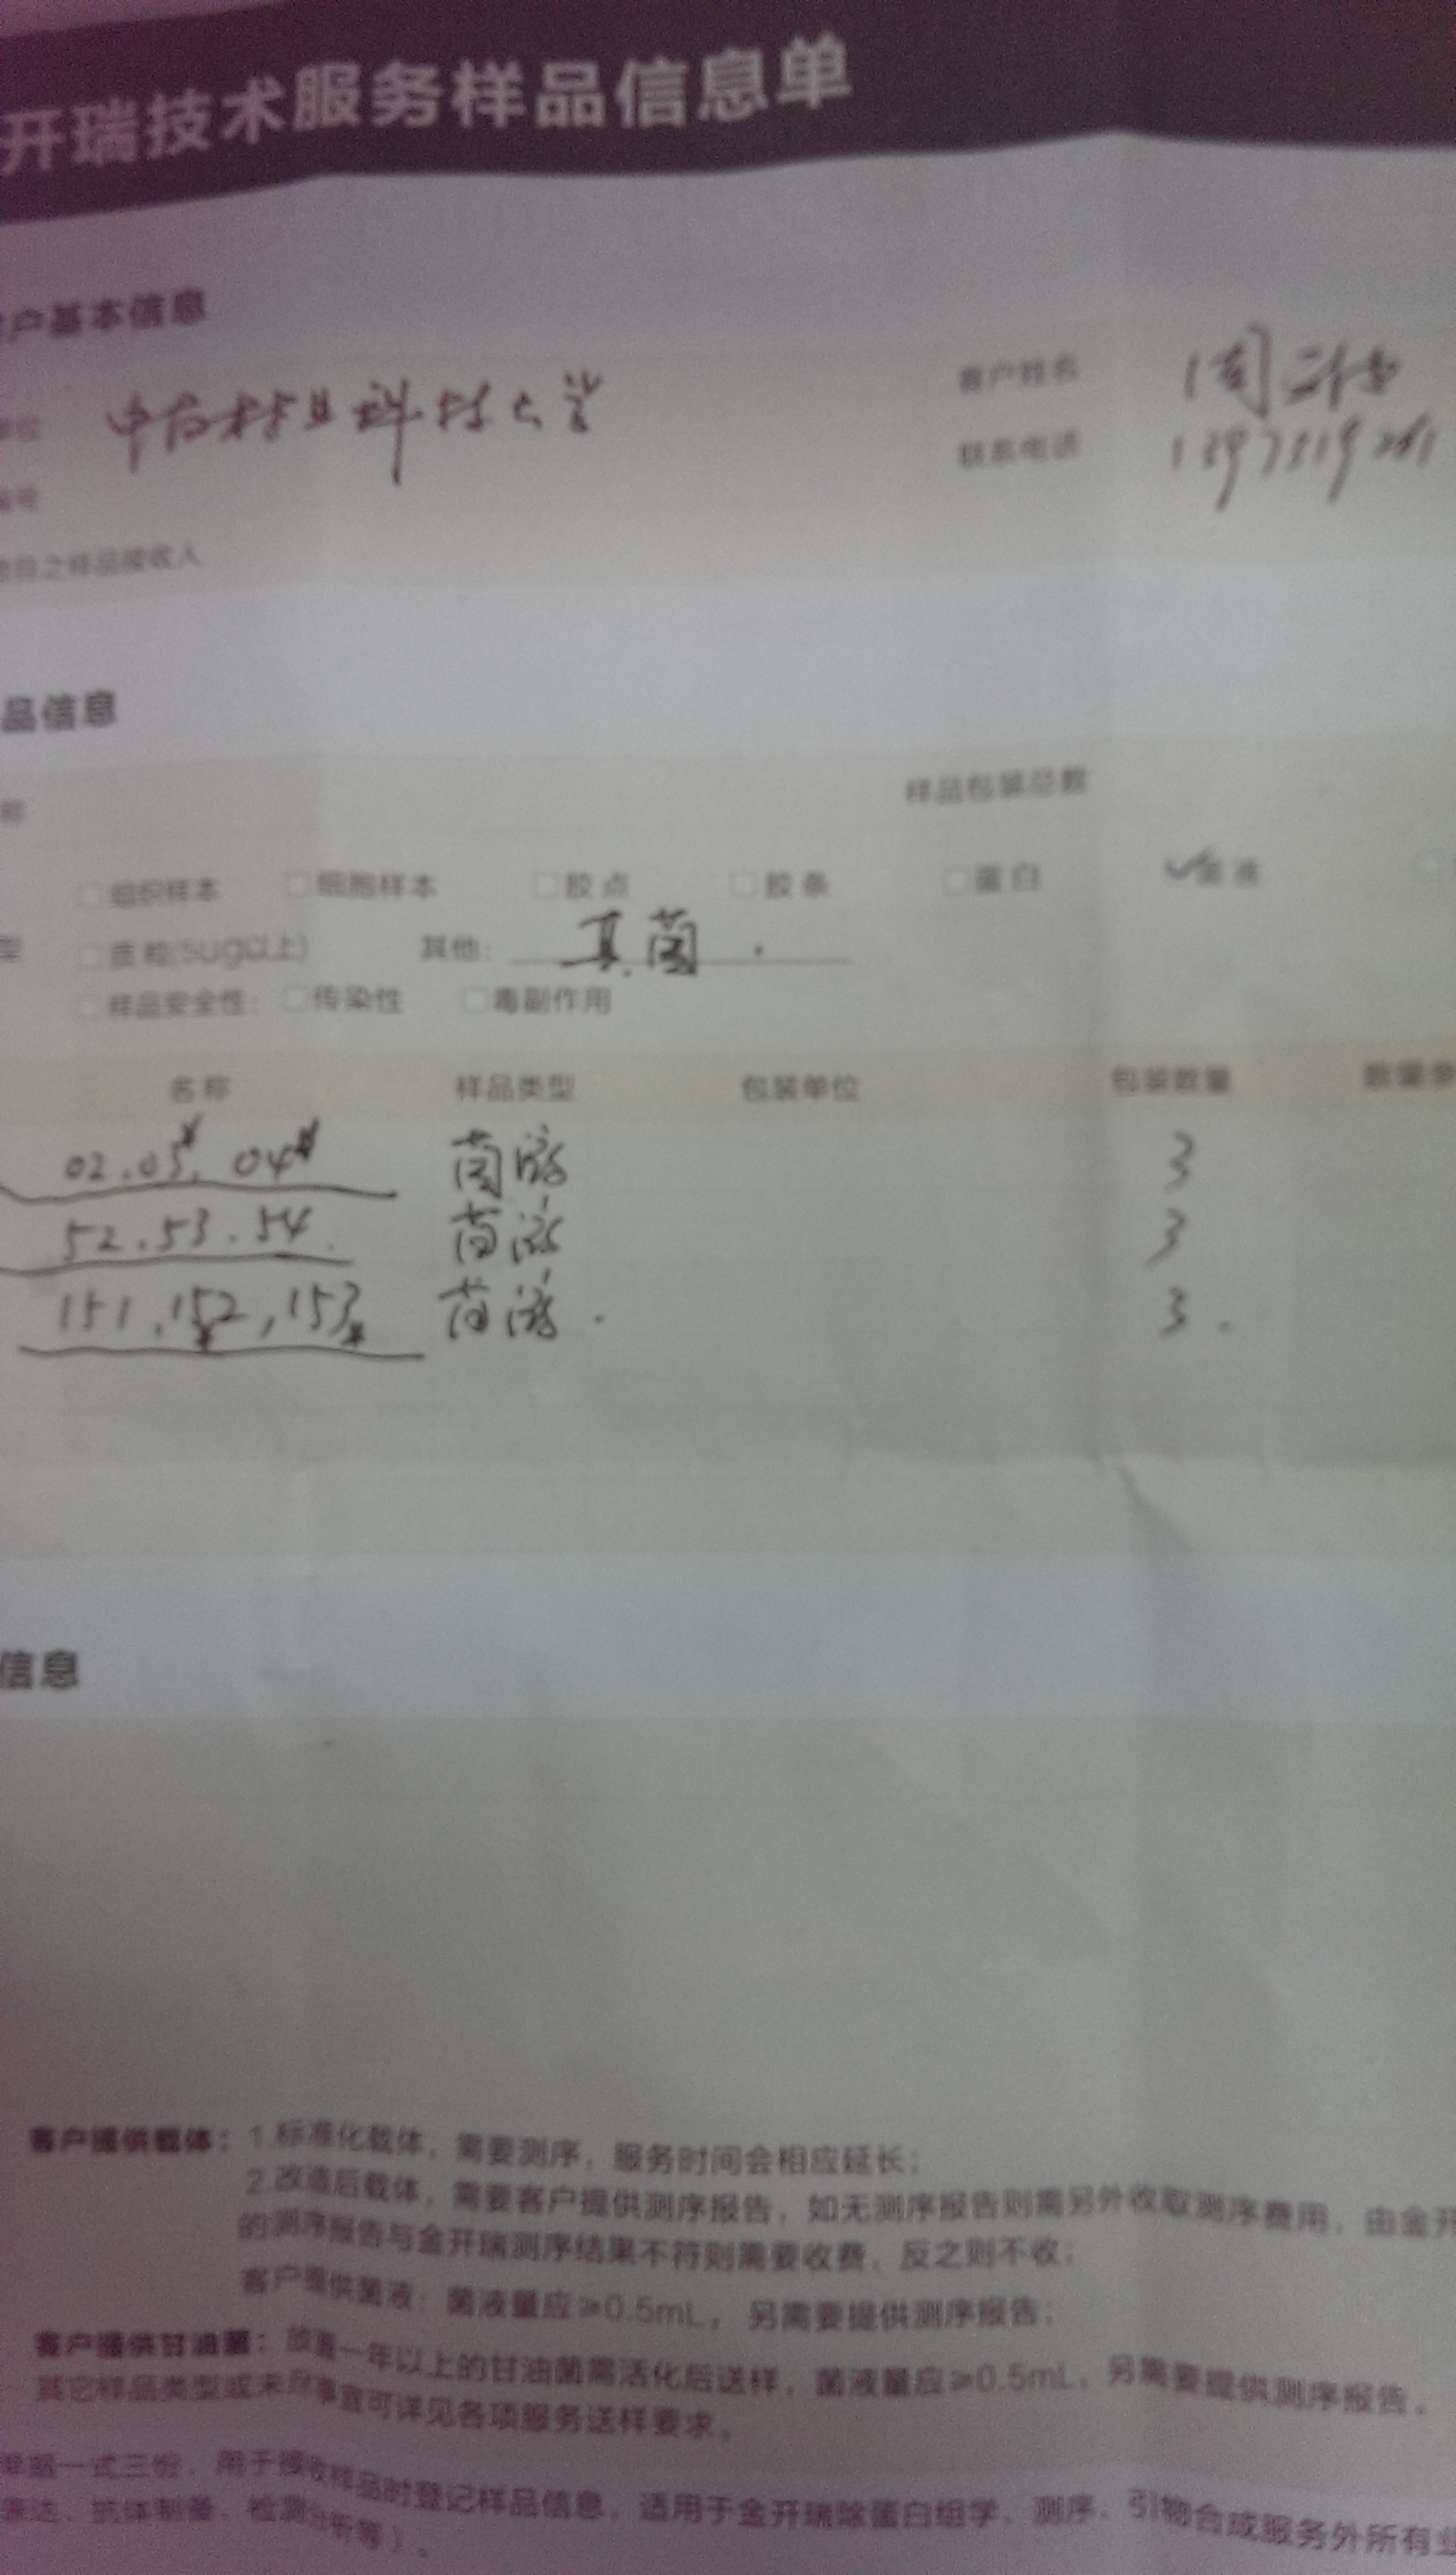 开瑞技术服务样品信息单
户基本信息
单位 中南林业科技大学 客户姓名 周
编号 联系电话
项目之样品接收人
品信息
称 样品包装总数
组织样本 细胞样本 胶点 胶条 蛋白 菌液
型 质粒(5ug以上) 其他: 真菌.
样品安全性: 传染性 毒副作用
名称 样品类型 包装单位 包装数量 数量
02.03. 04# 菌液 3
52.53.54. 菌液 3
151,152,153 菌液. 3.
信息
客户提供载体: 1.标准化载体,需要测序,服务时间会相应延长;
2.改造后载体,需要客户提供测序报告,如无测序报告则需另外收取测序费用,由金开
的测序报告与金开瑞测序结果不符则需要收费,反之则不收;
客户提供菌液:菌液量应≥0.5mL,另需要提供测序报告;
客户提供甘油菌: 放置一年以上的甘油菌需活化后送样,菌液量应≥0.5mL,另需要提供测序报告。
其它样品类型或未尽事宜可详见各项服务送样要求。
单据一式三份,用于接收样品时登记样品信息,适用于金开瑞除蛋白组学、测序、引物合成服务外所有业
表达、抗体制备、检测分析等)。